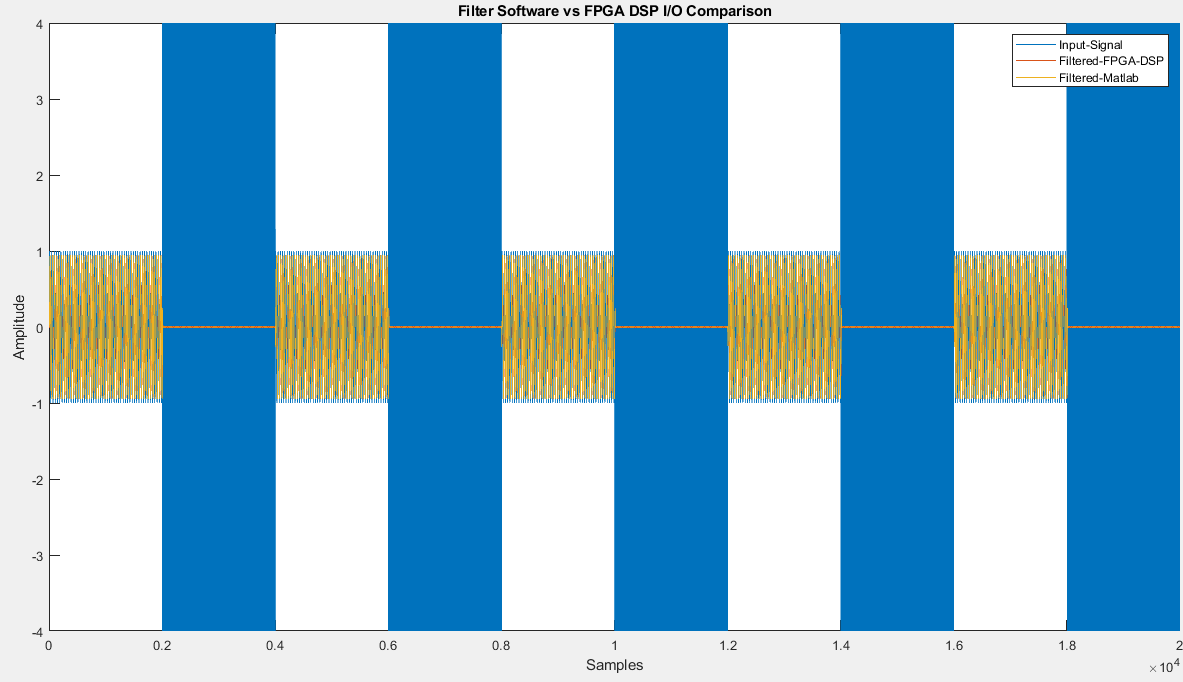 Filter Software vs FPGA DSP I/O Comparison
Input-Signal
Filtered-FPGA-DSP
Filtered-Matlab
Amplitude
4
3
2
1
0
-1
-2
-3
-4
0 0.2 0.4 0.6 0.8 1 1.2 1.4 1.6 1.8 2
Samples
×10^4